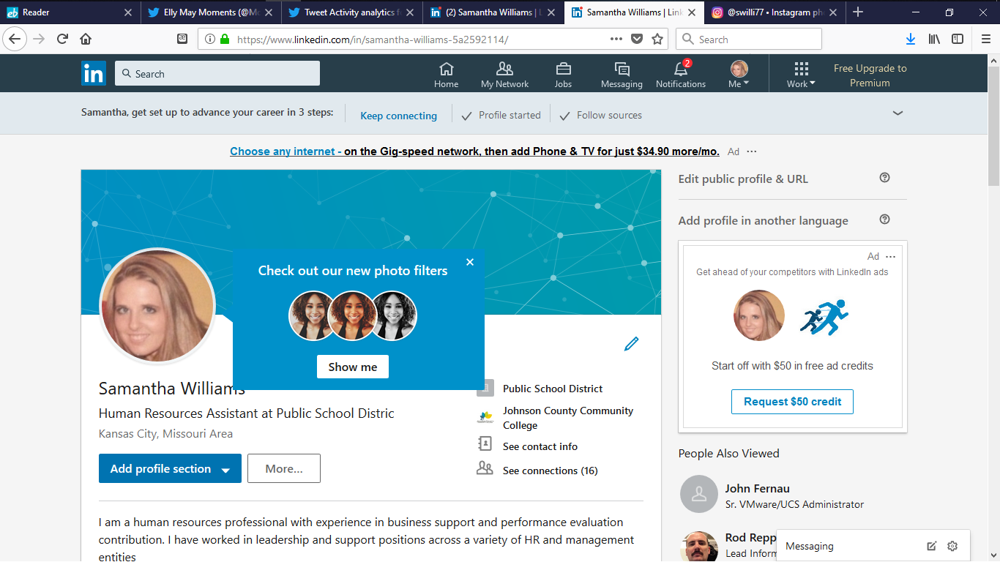 Reader
Elly May Moments (@Mo
Tweet Activity analytics f
(2) Samantha Williams | L
Samantha Williams | Link
@swilli77 • Instagram ph
https://www.linkedin.com/in/samantha-williams-5a2592114/
Search
in
Search
Home
My Network
Jobs
Messaging
2
Notifications
Me
Work
Free Upgrade to
Premium
Samantha, get set up to advance your career in 3 steps:
Keep connecting
Profile started
Follow sources
Choose any internet - on the Gig-speed network, then add Phone & TV for just $34.90 more/mo.
Ad
Check out our new photo filters
Show me
Samantha Williams
Human Resources Assistant at Public School Distric
Kansas City, Missouri Area
Add profile section
More...
Public School District
Johnson County Community
College
See contact info
See connections (16)
I am a human resources professional with experience in business support and performance evaluation
contribution. I have worked in leadership and support positions across a variety of HR and management
entities
Edit public profile & URL
Add profile in another language
Ad
Get ahead of your competitors with LinkedIn ads
Start off with $50 in free ad credits
Request $50 credit
People Also Viewed
John Fernau
Sr. VMware/UCS Administrator
Rod Repp
Lead Inform
Messaging